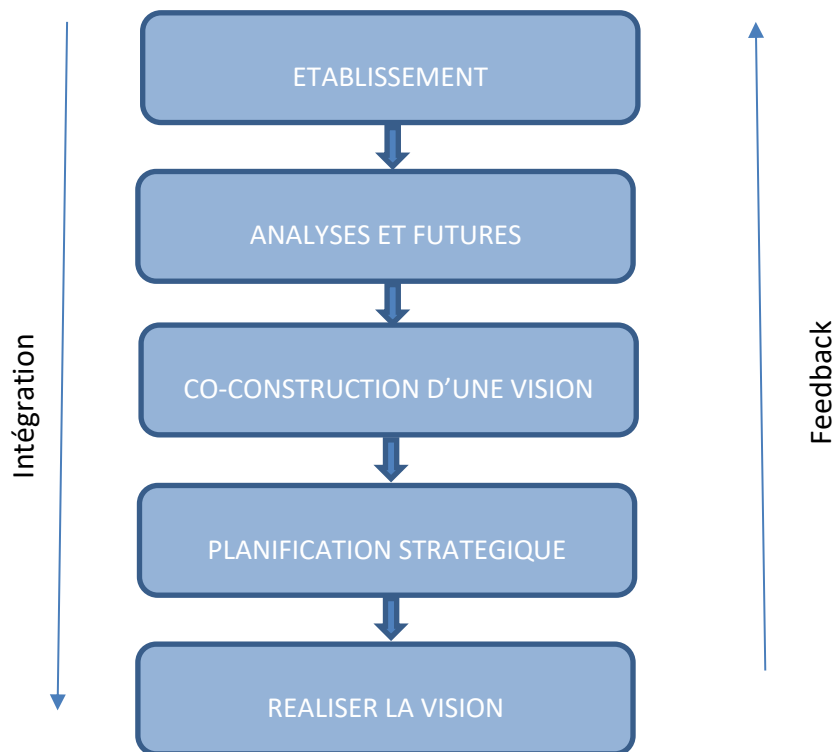 ETABLISSEMENT
ANALYSES ET FUTURES
CO-CONSTRUCTION D’UNE VISION
PLANIFICATION STRATEGIQUE
REALISER LA VISION
Intégration
Feedback